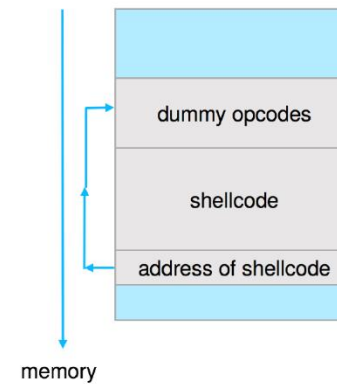 dummy opcodes
shellcode
address of shellcode
memory